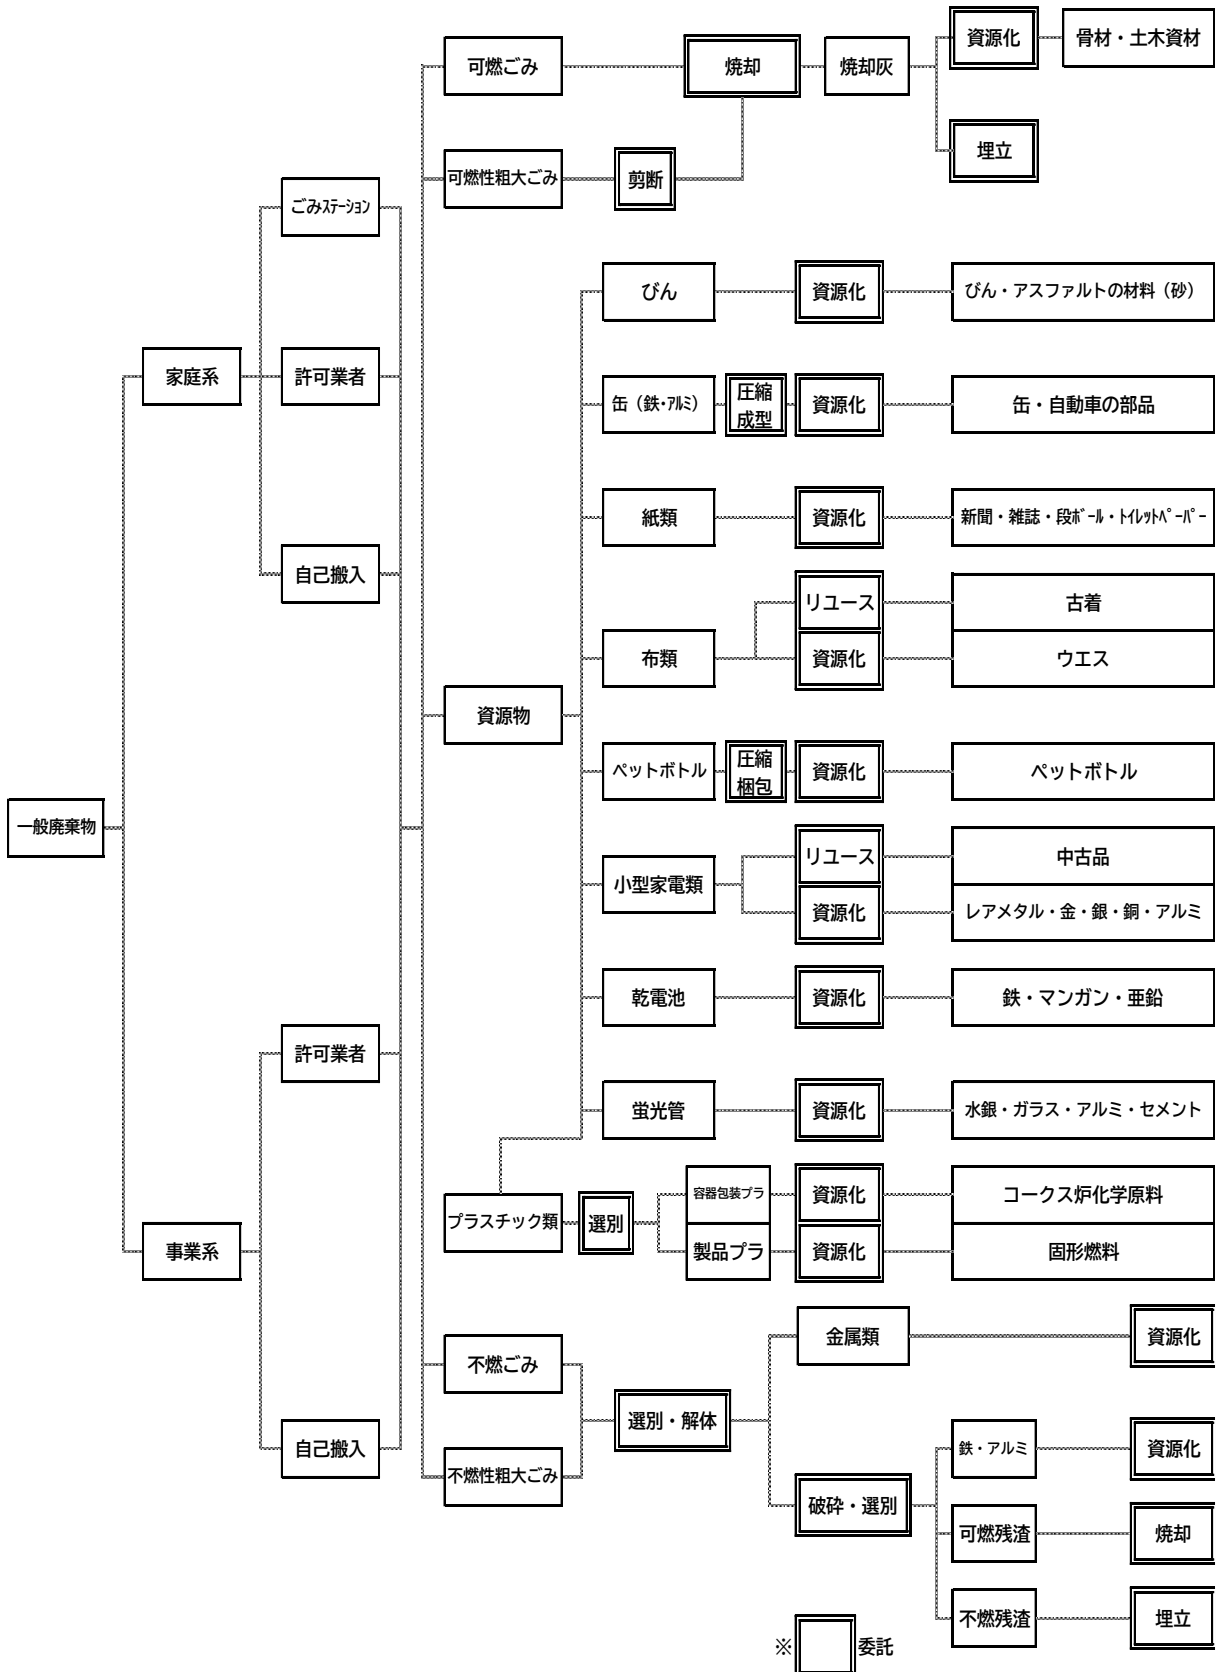 可燃ごみ
焼却
焼却灰
資源化
骨材・土木資材
埋立
可燃性粗大ごみ
剪断
ごみｽﾃｰｼｮﾝ
家庭系
許可業者
自己搬入
びん
資源化
びん・アスファルトの材料（砂）
缶（鉄・ｱﾙﾐ）
圧縮
成型
資源化
缶・自動車の部品
紙類
資源化
新聞・雑誌・段ﾎﾞｰﾙ・ﾄｲﾚｯﾄﾍﾟｰﾊﾟｰ
布類
リユース
古着
資源化
ウエス
資源物
ペットボトル
圧縮
梱包
資源化
ペットボトル
一般廃棄物
小型家電類
リユース
中古品
資源化
レアメタル・金・銀・銅・アルミ
乾電池
資源化
鉄・マンガン・亜鉛
許可業者
蛍光管
資源化
水銀・ガラス・アルミ・セメント
事業系
プラスチック類
選別
容器包装プラ
資源化
コークス炉化学原料
製品プラ
資源化
固形燃料
自己搬入
不燃ごみ
不燃性粗大ごみ
選別・解体
金属類
資源化
破砕・選別
鉄・アルミ
資源化
可燃残渣
焼却
不燃残渣
埋立
※ 委託